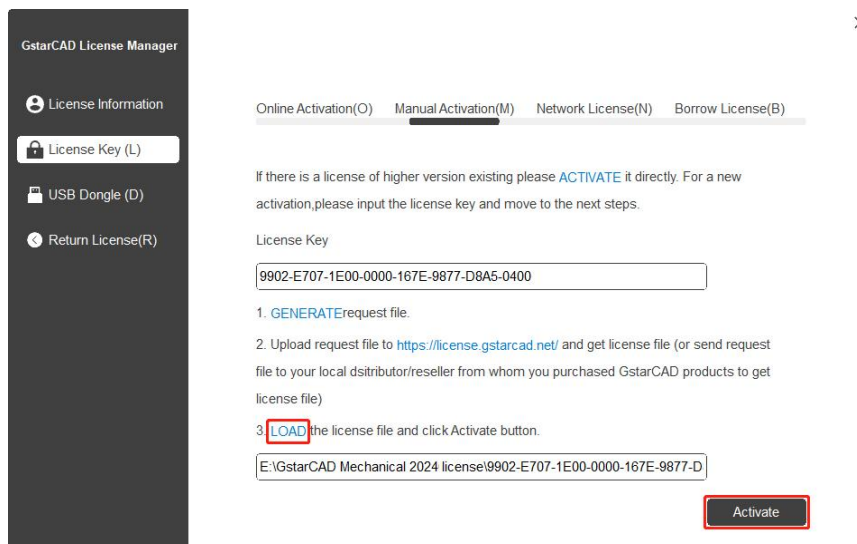 GstarCAD License Manager
License Information
License Key (L)
USB Dongle (D)
Return License(R)
Online Activation(O) Manual Activation(M) Network License(N) Borrow License(B)
If there is a license of higher version existing please ACTIVATE it directly. For a new
activation,please input the license key and move to the next steps.
License Key
9902-E707-1E00-0000-167E-9877-D8A5-0400
1. GENERATErequest file.
2. Upload request file to https://license.gstarcad.net/ and get license file (or send request
file to your local dsitributor/reseller from whom you purchased GstarCAD products to get
license file)
3. LOAD the license file and click Activate button.
E:\GstarCAD Mechanical 2024 license\9902-E707-1E00-0000-167E-9877-D
Activate